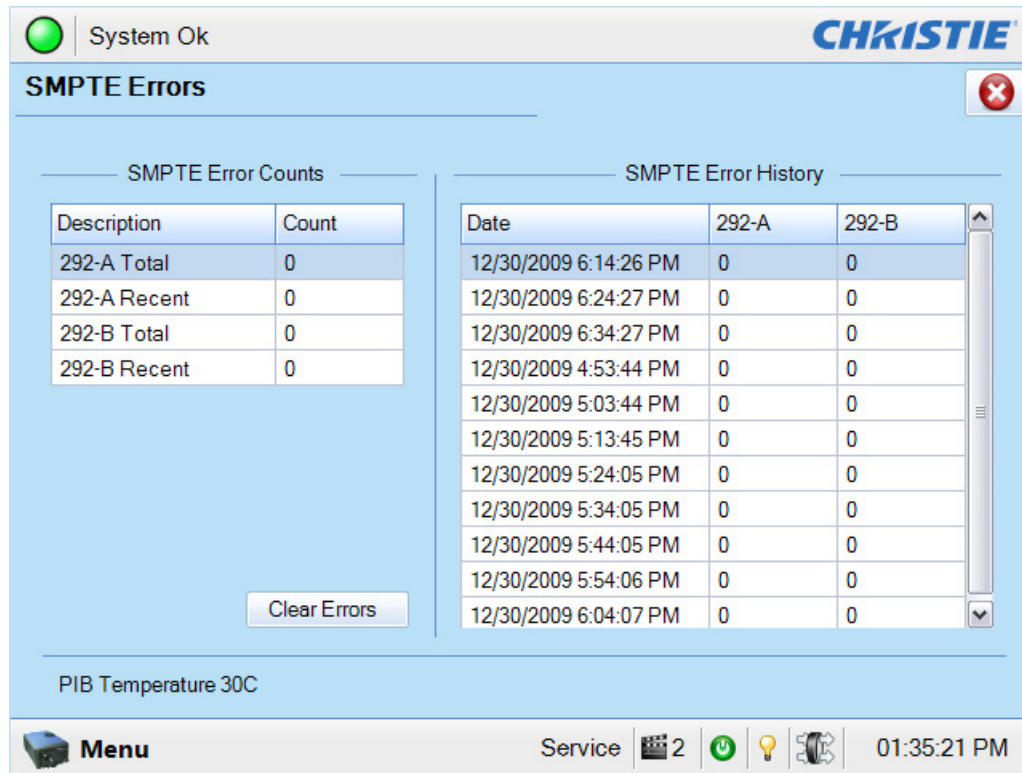 System Ok
CHRISTIE
SMPTE Errors
SMPTE Error Counts
Description Count
292-A Total 0
292-A Recent 0
292-B Total 0
292-B Recent 0
Clear Errors
SMPTE Error History
Date 292-A 292-B
12/30/2009 6:14:26 PM 0 0
12/30/2009 6:24:27 PM 0 0
12/30/2009 6:34:27 PM 0 0
12/30/2009 4:53:44 PM 0 0
12/30/2009 5:03:44 PM 0 0
12/30/2009 5:13:45 PM 0 0
12/30/2009 5:24:05 PM 0 0
12/30/2009 5:34:05 PM 0 0
12/30/2009 5:44:05 PM 0 0
12/30/2009 5:54:06 PM 0 0
12/30/2009 6:04:07 PM 0 0
PIB Temperature 30C
Menu
Service 2 01:35:21 PM